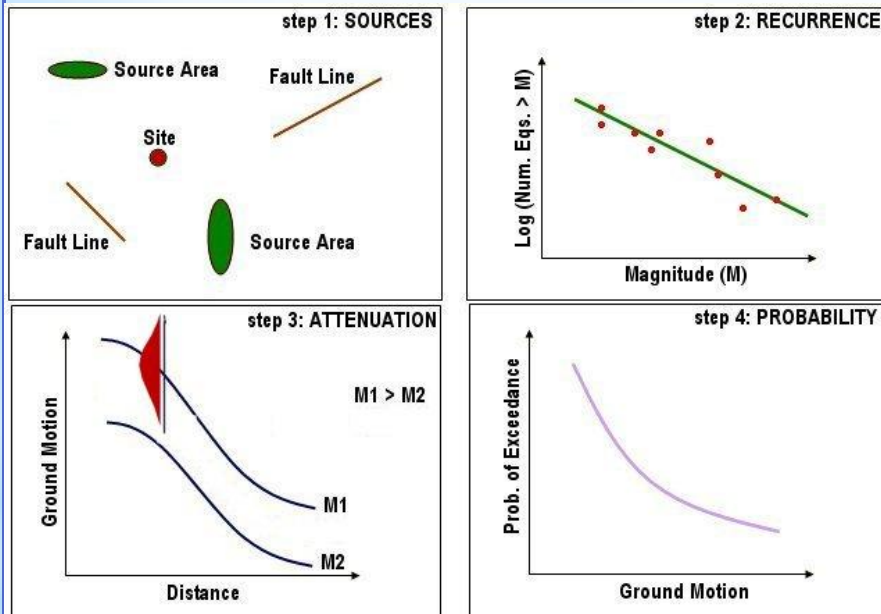 step 1: SOURCES
Source Area
Fault Line
Site
Fault Line
Source Area
step 2: RECURRENCE
Log (Num. Eqs. > M)
Magnitude (M)
step 3: ATTENUATION
Ground Motion
M1 > M2
M1
M2
Distance
step 4: PROBABILITY
Prob. of Exceedance
Ground Motion